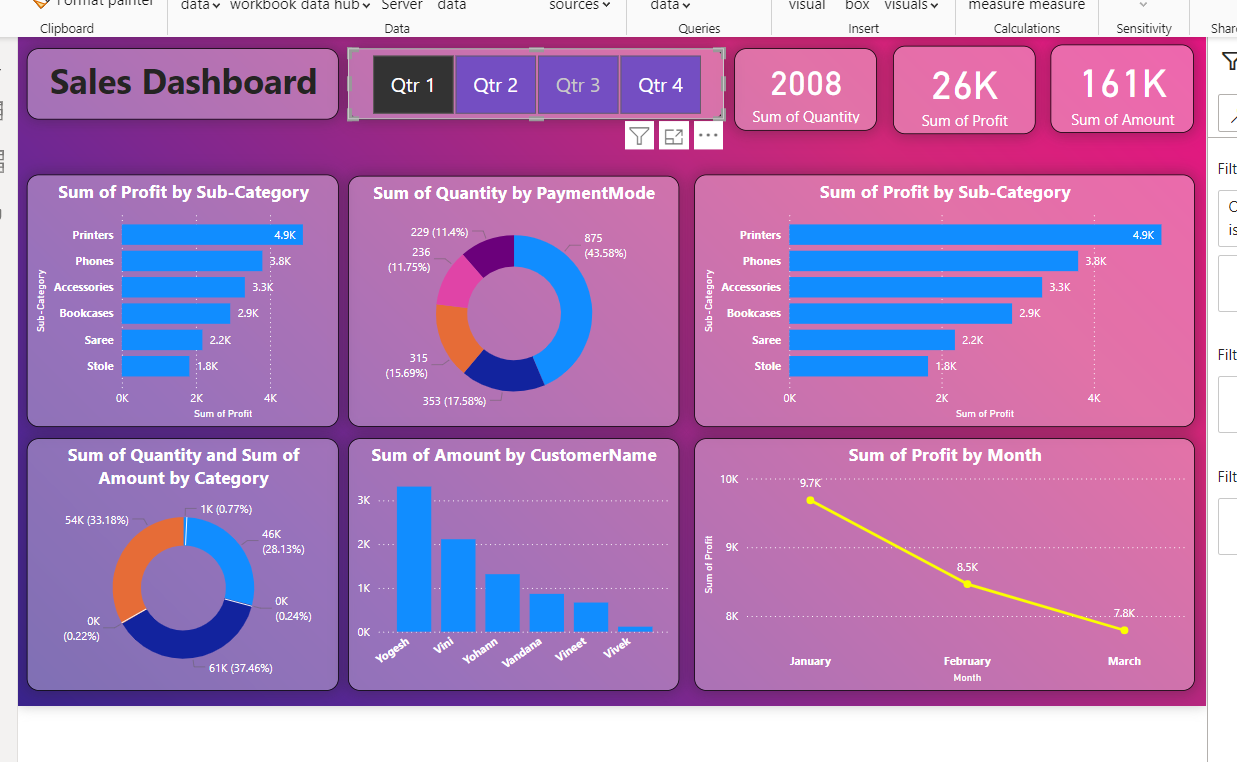 Format painter
data
workbook
data hub
Server
data
sources
data
visual
box
visuals
measure
measure
Clipboard
Data
Queries
Insert
Calculations
Sensitivity
Shar
Sales Dashboard
Qtr 1
Qtr 2
Qtr 3
Qtr 4
2008
Sum of Quantity
26K
Sum of Profit
161K
Sum of Amount
Filt
is
Filt
Filt
Sum of Profit by Sub-Category
Sub-Category
Printers
4.9K
Phones
3.8K
Accessories
3.3K
Bookcases
2.9K
Saree
2.2K
Stole
1.8K
0K
2K
4K
Sum of Profit
Sum of Quantity by PaymentMode
229 (11.4%)
236
(11.75%)
875
(43.58%)
315
(15.69%)
353 (17.58%)
Sum of Profit by Sub-Category
Sub-Category
Printers
4.9K
Phones
3.8K
Accessories
3.3K
Bookcases
2.9K
Saree
2.2K
Stole
1.8K
0K
2K
4K
Sum of Profit
Sum of Quantity and Sum of
Amount by Category
1K (0.77%)
54K (33.18%)
46K
(28.13%)
0K
(0.24%)
0K
(0.22%)
61K (37.46%)
Sum of Amount by CustomerName
3K
2K
1K
0K
Yogesh
Vini
Yohann
Vandana
Vineet
Vivek
Sum of Profit by Month
Sum of Profit
10K
9K
8K
9.7K
8.5K
7.8K
January
February
March
Month